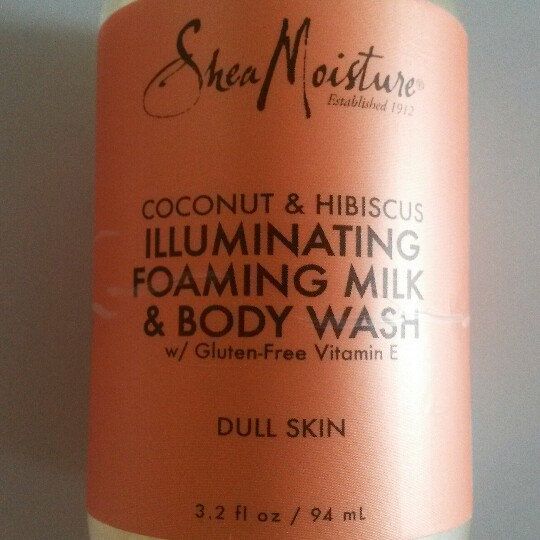 SheaMoisture®
Established 1912
COCONUT & HIBISCUS
ILLUMINATING
FOAMING MILK
& BODY WASH
w/ Gluten-Free Vitamin E
DULL SKIN
3.2 fl oz / 94 mL